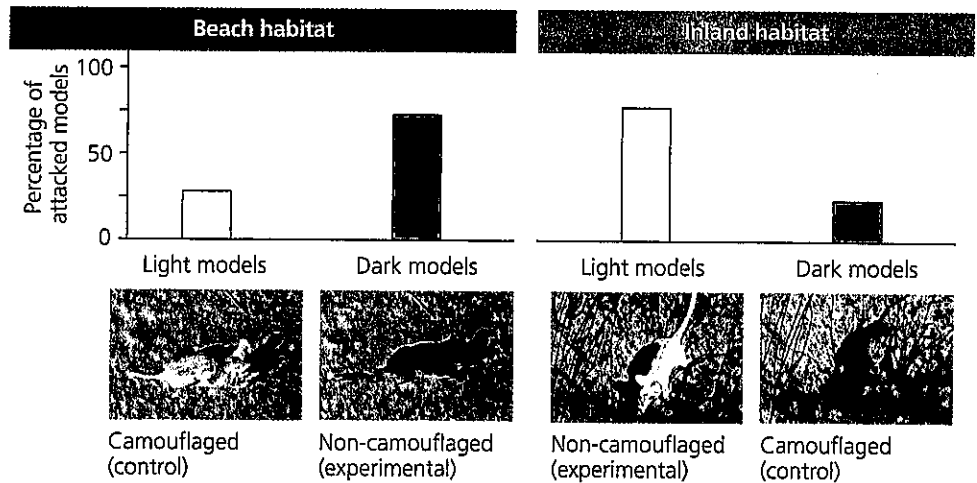 Beach habitat
Inland habitat
Percentage of
attacked models
100
50
0
Light models
Dark models
Light models
Dark models
Camouflaged
(control)
Non-camouflaged
(experimental)
Non-camouflaged
(experimental)
Camouflaged
(control)